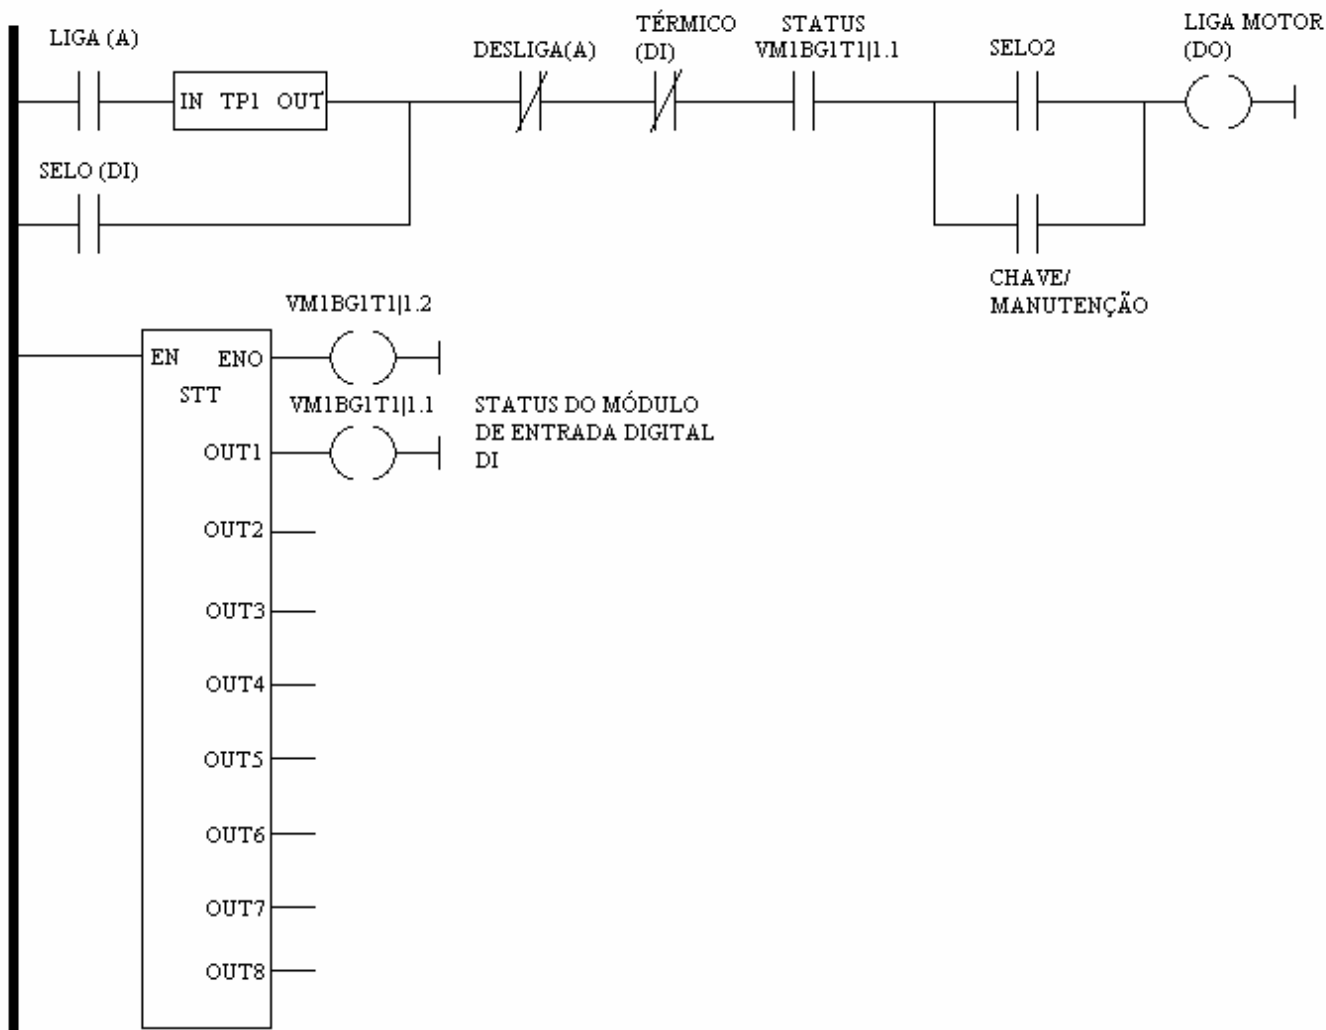 LIGA (A)
IN TP1 OUT
SELO (DI)
DESLIGA(A)
TÉRMICO
(DI)
STATUS
VM1BG1T1|1.1
SELO2
LIGA MOTOR
(DO)
CHAVE/
MANUTENÇÃO
VM1BG1T1|1.2
EN ENO
STT
VM1BG1T1|1.1
STATUS DO MÓDULO
DE ENTRADA DIGITAL
DI
OUT1
OUT2
OUT3
OUT4
OUT5
OUT6
OUT7
OUT8